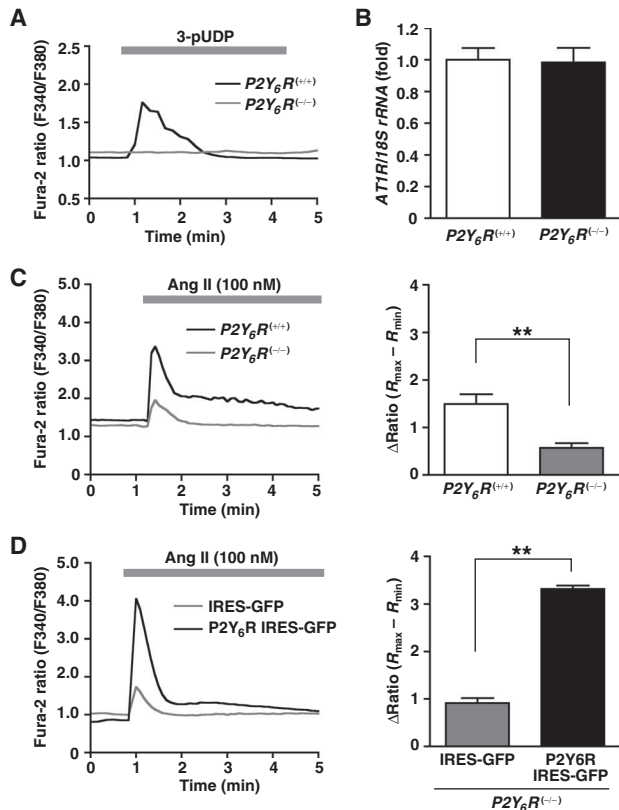 A
3-pUDP
P2Y₆R(+/+)
P2Y₆R(−/−)
Fura-2 ratio (F340/F380)
2.5
2.0
1.5
1.0
0.5
0 1 2 3 4 5
Time (min)
B
AT1R/18S rRNA (fold)
1.2
1.0
0.8
0.6
0.4
0.2
0
P2Y₆R(+/+) P2Y₆R(−/−)
C
Ang II (100 nM)
P2Y₆R(+/+)
P2Y₆R(−/−)
Fura-2 ratio (F340/F380)
5.0
4.0
3.0
2.0
1.0
0
0 1 2 3 4 5
Time (min)
ΔRatio (Rmax − Rmin)
4
3
2
1
0
**
P2Y₆R(+/+) P2Y₆R(−/−)
D
Ang II (100 nM)
IRES-GFP
P2Y₆R IRES-GFP
Fura-2 ratio (F340/F380)
5.0
4.0
3.0
2.0
1.0
0
0 1 2 3 4 5
Time (min)
ΔRatio (Rmax − Rmin)
4
3
2
1
0
**
IRES-GFP P2Y6R
IRES-GFP
P2Y₆R(−/−)